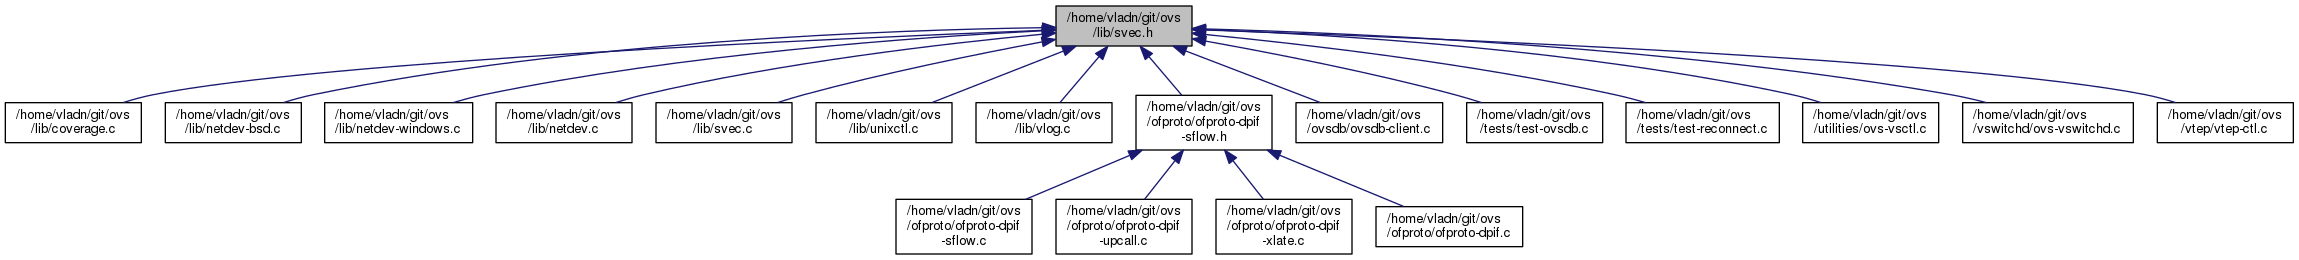 /home/vladn/git/ovs
/lib/svec.h
/home/vladn/git/ovs
lib/coverage.c
/home/vladn/git/ovs
lib/netdev-bsd.c
/home/vladn/git/ovs
lib/netdev-windows.c
/home/vladn/git/ovs
lib/netdev.c
/home/vladn/git/ovs
/lib/svec.c
/home/vladn/git/ovs
lib/unixctl.c
/home/vladn/git/ovs
/lib/vlog.c
/home/vladn/git/ovs
/ofproto/ofproto-dpif
-sflow.h
/home/vladn/git/ovs
/ovsdb/ovsdb-client.c
/home/vladn/git/ovs
/tests/test-ovsdb.c
/home/vladn/git/ovs
/tests/test-reconnect.c
/home/vladn/git/ovs
/utilities/ovs-vsctl.c
/home/vladn/git/ovs
/vswitchd/ovs-vswitchd.c
/home/vladn/git/ovs
/vtep/vtep-ctl.c
/home/vladn/git/ovs
/ofproto/ofproto-dpif
-sflow.c
/home/vladn/git/ovs
/ofproto/ofproto-dpif
-upcall.c
/home/vladn/git/ovs
/ofproto/ofproto-dpif
-xlate.c
/home/vladn/git/ovs
/ofproto/ofproto-dpif.c